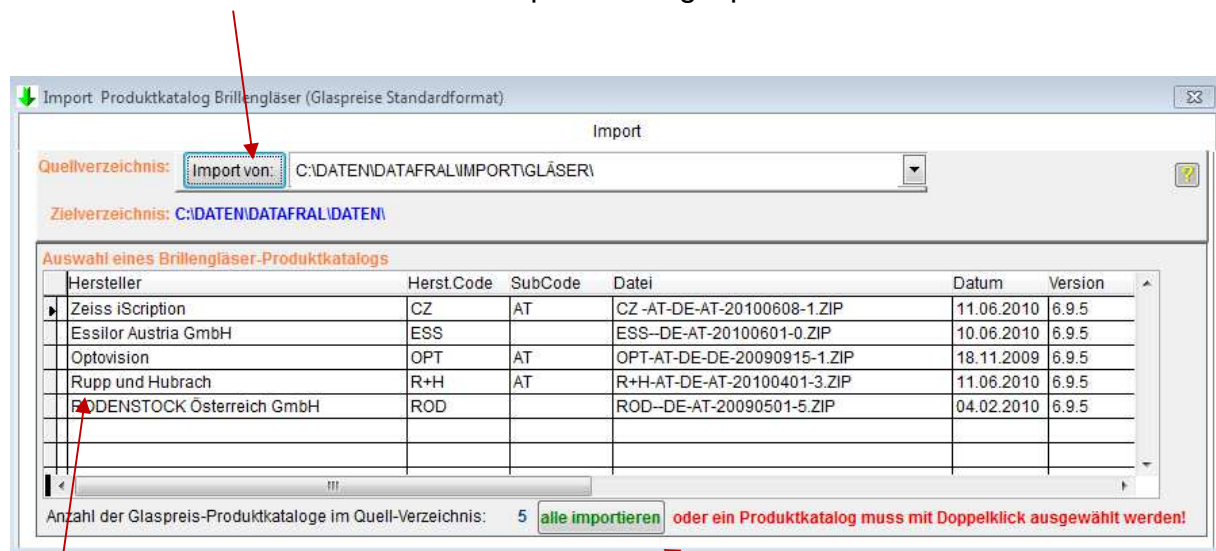 Import Produktkatalog Brillengläser (Glaspreise Standardformat)
Import
Quellverzeichnis: Import von: C:\DATEN\DATAFRAL\IMPORT\GLÄSER\
Zielverzeichnis: C:\DATEN\DATAFRAL\DATEN\
Auswahl eines Brillengläser-Produktkatalogs
Hersteller Herst.Code SubCode Datei Datum Version
Zeiss iScription CZ AT CZ -AT-DE-AT-20100608-1.ZIP 11.06.2010 6.9.5
Essilor Austria GmbH ESS ESS--DE-AT-20100601-0.ZIP 10.06.2010 6.9.5
Optovision OPT AT OPT-AT-DE-DE-20090915-1.ZIP 18.11.2009 6.9.5
Rupp und Hubrach R+H AT R+H-AT-DE-AT-20100401-3.ZIP 11.06.2010 6.9.5
RODENSTOCK Österreich GmbH ROD ROD--DE-AT-20090501-5.ZIP 04.02.2010 6.9.5
Anzahl der Glaspreis-Produktkataloge im Quell-Verzeichnis: 5 alle importieren oder ein Produktkatalog muss mit Doppelklick ausgewählt werden!